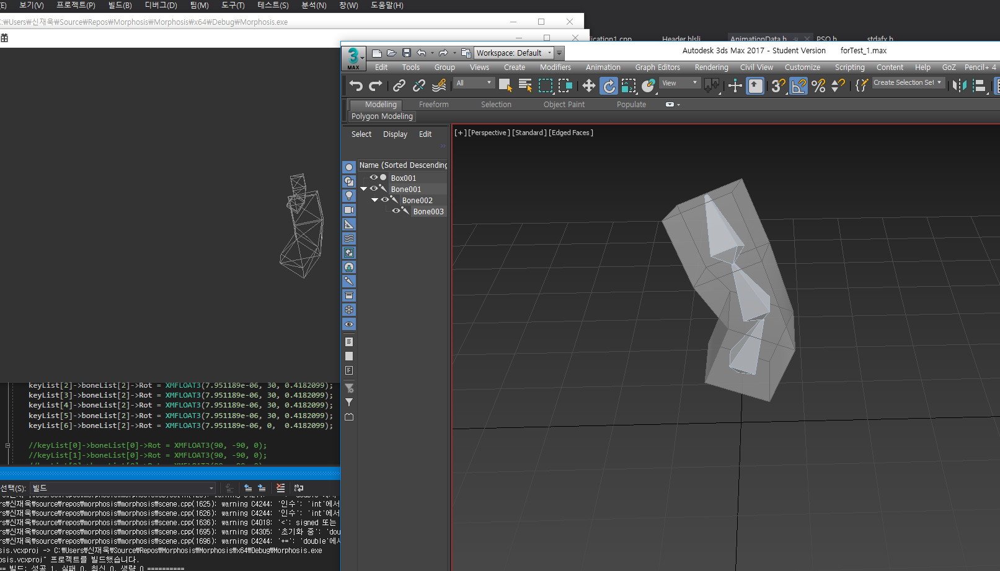 (E) 보기(V) 프로젝트(P) 빌드(B) 디버그(D) 팀(M) 도구(T) 테스트(S) 분석(N) 창(W) 도움말(H)
C:\Users\신재욱\Source\Repos\Morphosis\Morphosis\x64\Debug\Morphosis.exe
lication1.cpp Header.hlsli AnimationData.h PSO.h stdafx.h
3 MAX Workspace: Default Autodesk 3ds Max 2017 - Student Version forTest_1.max
Edit Tools Group Views Create Modifiers Animation Graph Editors Rendering Civil View Customize Scripting Content Help GoZ Pencil+ 4
All View Create Selection Set
Modeling Freeform Selection Object Paint Populate
Polygon Modeling
Select Display Edit
[+] [Perspective] [Standard] [Edged Faces]
Name (Sorted Descending
Box001
Bone001
Bone002
Bone003
keyList[2]->boneList[2]->Rot = XMFLOAT3(7.951189e-06, 30, 0.4182099);
keyList[3]->boneList[2]->Rot = XMFLOAT3(7.951189e-06, 30, 0.4182099);
keyList[4]->boneList[2]->Rot = XMFLOAT3(7.951189e-06, 30, 0.4182099);
keyList[5]->boneList[2]->Rot = XMFLOAT3(7.951189e-06, 30, 0.4182099);
keyList[6]->boneList[2]->Rot = XMFLOAT3(7.951189e-06, 0, 0.4182099);
//keyList[0]->boneList[0]->Rot = XMFLOAT3(90, -90, 0);
//keyList[1]->boneList[0]->Rot = XMFLOAT3(90, -90, 0);
선택(S): 빌드
rs\신재욱\source\repos\morphosis\morphosis\scene.cpp(1625): warning C4244: '인수': 'int'에서
rs\신재욱\source\repos\morphosis\morphosis\scene.cpp(1626): warning C4244: '인수': 'int'에서
rs\신재욱\source\repos\morphosis\morphosis\scene.cpp(1636): warning C4018: '<': signed 또는
rs\신재욱\source\repos\morphosis\morphosis\scene.cpp(1695): warning C4305: '초기화 중': 'dou
rs\신재욱\source\repos\morphosis\morphosis\scene.cpp(1696): warning C4244: '+=': 'double'에서
sis.vcxproj -> C:\Users\신재욱\Source\Repos\Morphosis\Morphosis\x64\Debug\Morphosis.exe
osis.vcxproj" 프로젝트를 빌드했습니다.
== 빌드: 성공 1, 실패 0, 최신 0, 생략 0 ==========